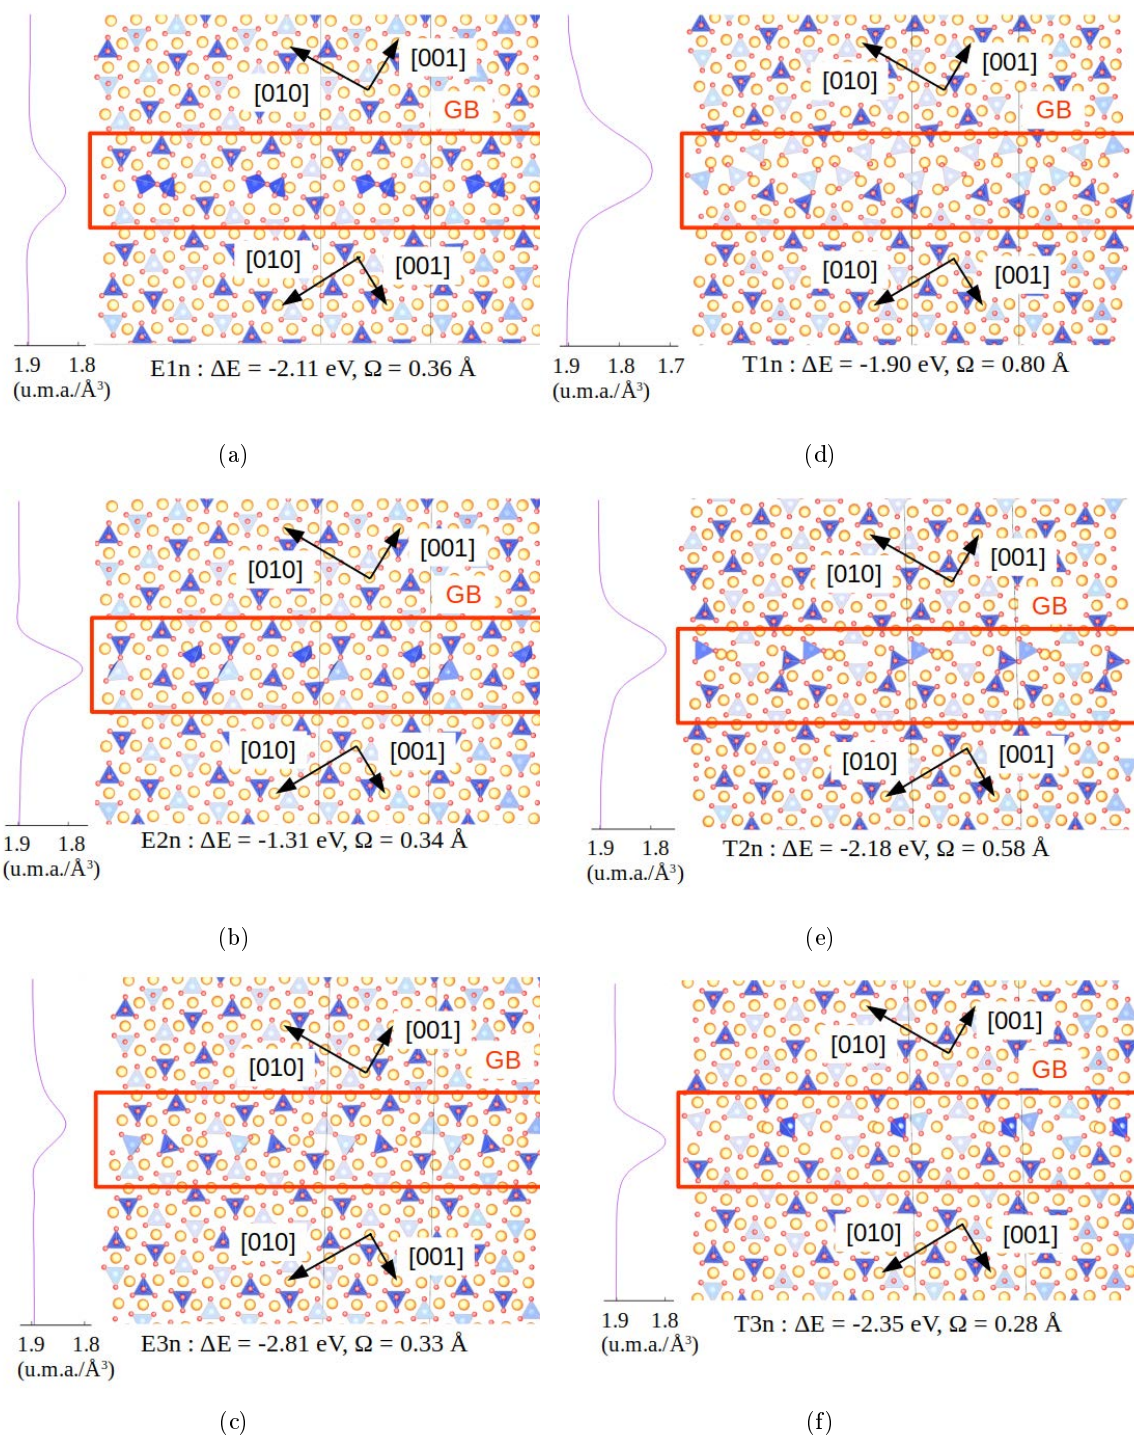 [010]
[001]
GB
[010]
[001]
1.9 1.8
(u.m.a./Å³)
E1n : ΔE = -2.11 eV, Ω = 0.36 Å
(a)
[010]
[001]
GB
[010]
[001]
1.9 1.8 1.7
(u.m.a./Å³)
T1n : ΔE = -1.90 eV, Ω = 0.80 Å
(d)
[010]
[001]
GB
[010]
[001]
1.9 1.8
(u.m.a./Å³)
E2n : ΔE = -1.31 eV, Ω = 0.34 Å
(b)
[010]
[001]
GB
[010]
[001]
1.9 1.8
(u.m.a./Å³)
T2n : ΔE = -2.18 eV, Ω = 0.58 Å
(e)
[010]
[001]
GB
[010]
[001]
1.9 1.8
(u.m.a./Å³)
E3n : ΔE = -2.81 eV, Ω = 0.33 Å
(c)
[010]
[001]
GB
[010]
[001]
1.9 1.8
(u.m.a./Å³)
T3n : ΔE = -2.35 eV, Ω = 0.28 Å
(f)